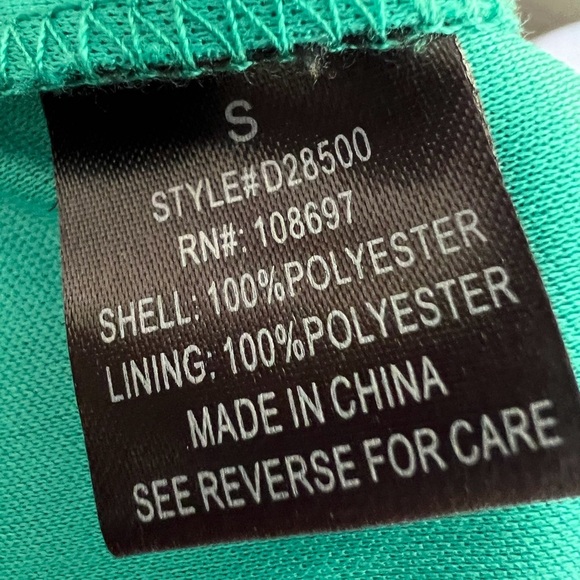 S
STYLE#D28500
RN#: 108697
SHELL: 100%POLYESTER
LINING: 100%POLYESTER
MADE IN CHINA
SEE REVERSE FOR CARE